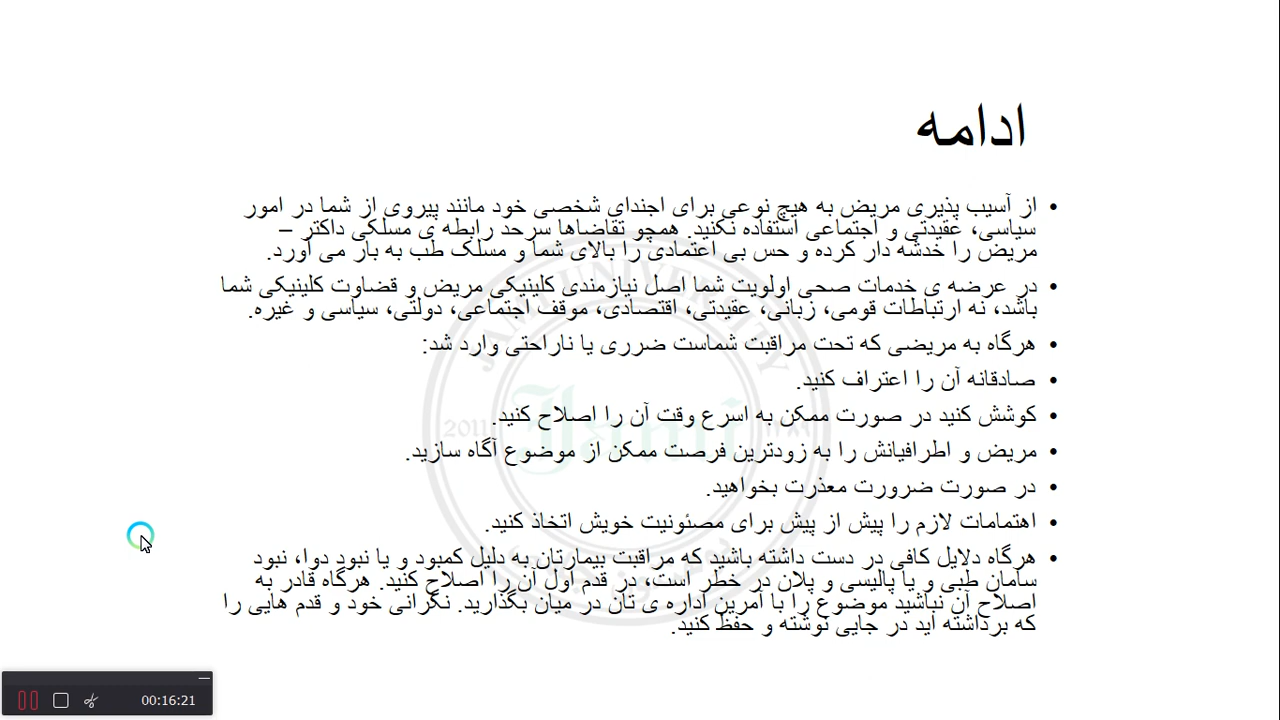 ادامه
• از آسیب پذیری مریض به هیچ نوعی برای اجندای شخصی خود مانند پیروی از شما در امور
سیاسی، عقیدتی و اجتماعی استفاده نکنید. همچو تقاضاها سرحد رابطه ی مسلکی داکتر –
مریض را خدشه دار کرده و حس بی اعتمادی را بالای شما و مسلک طب به بار می آورد.
• در عرضه ی خدمات صحی اولویت شما اصل نیازمندی کلینیکی مریض و قضاوت کلینیکی شما
باشد، نه ارتباطات قومی، زبانی، عقیدتی، اقتصادی، موقف اجتماعی، دولتی، سیاسی و غیره.
• هرگاه به مریضی که تحت مراقبت شماست ضرری یا ناراحتی وارد شد:
• صادقانه آن را اعتراف کنید.
• کوشش کنید در صورت ممکن به اسرع وقت آن را اصلاح کنید.
• مریض و اطرافیانش را به زودترین فرصت ممکن از موضوع آگاه سازید.
• در صورت ضرورت معذرت بخواهید.
• اهتمامات لازم را پیش از پیش برای مصئونیت خویش اتخاذ کنید.
• هرگاه دلایل کافی در دست داشته باشید که مراقبت بیمارتان به دلیل کمبود و یا نبود دوا، نبود
سامان طبی و یا پالیسی و پلان در خطر است، در قدم اول آن را اصلاح کنید. هرگاه قادر به
اصلاح آن نباشید موضوع را با آمرین اداره ی تان در میان بگذارید. نگرانی خود و قدم هایی را
که برداشته اید در جایی نوشته و حفظ کنید.
JAMI UNIVERSITY
2011
Jami
00:16:21